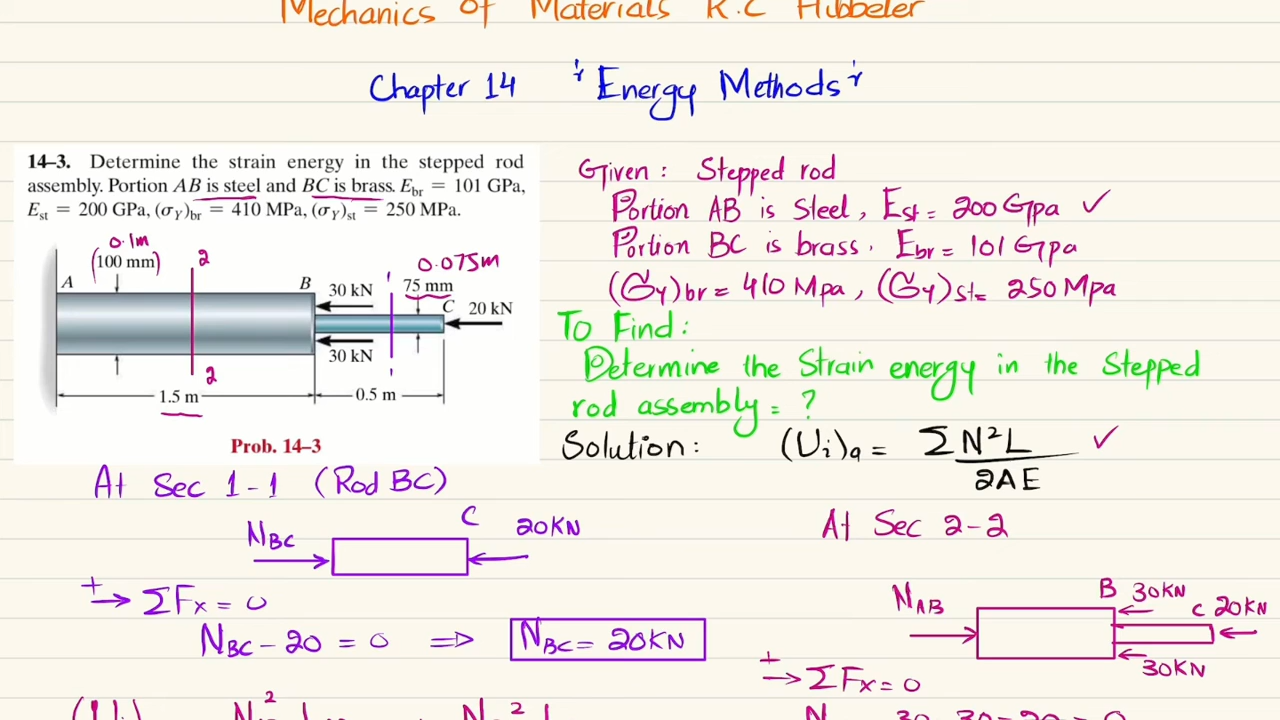 Mechanics of Materials R.C Hibbeler
Chapter 14 "Energy Methods"
14–3. Determine the strain energy in the stepped rod
assembly. Portion AB is steel and BC is brass. Ebr = 101 GPa,
Est = 200 GPa, (σY)br = 410 MPa, (σY)st = 250 MPa.
0.1m
(100 mm)
2
A
B
30 kN
1
0.075m
75 mm
C
20 kN
30 kN
2
1.5 m
0.5 m
Prob. 14–3
Given : Stepped rod
Portion AB is Steel, Est = 200 Gpa ✓
Portion BC is brass. Ebr = 101 Gpa
(σy)br = 410 Mpa, (σy)st = 250 Mpa
To Find :
Determine the Strain energy in the Stepped
rod assembly = ?
Solution : (Ui)a = ΣN²L / 2AE ✓
At Sec 1-1 (Rod BC)
NBC
C
20KN
+→ ΣFx = 0
NBC - 20 = 0 => NBC = 20KN
At Sec 2-2
NAB
B
30KN
C
20KN
30KN
+→ ΣFx = 0